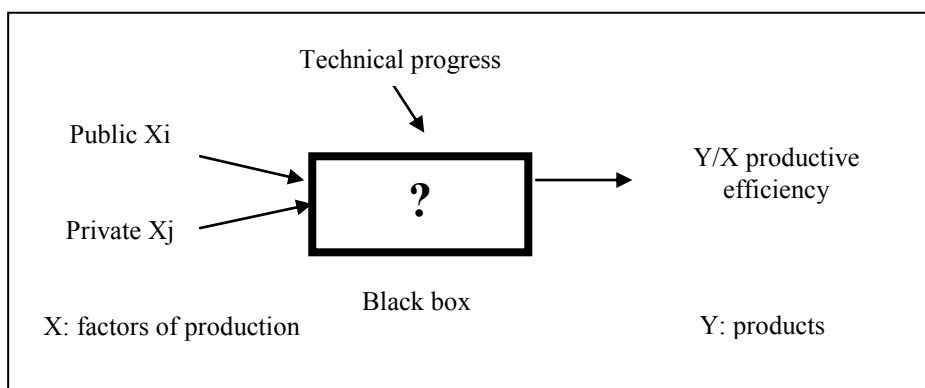 Technical progress
Public Xi
Private Xj
?
Y/X productive
efficiency
Black box
X: factors of production
Y: products